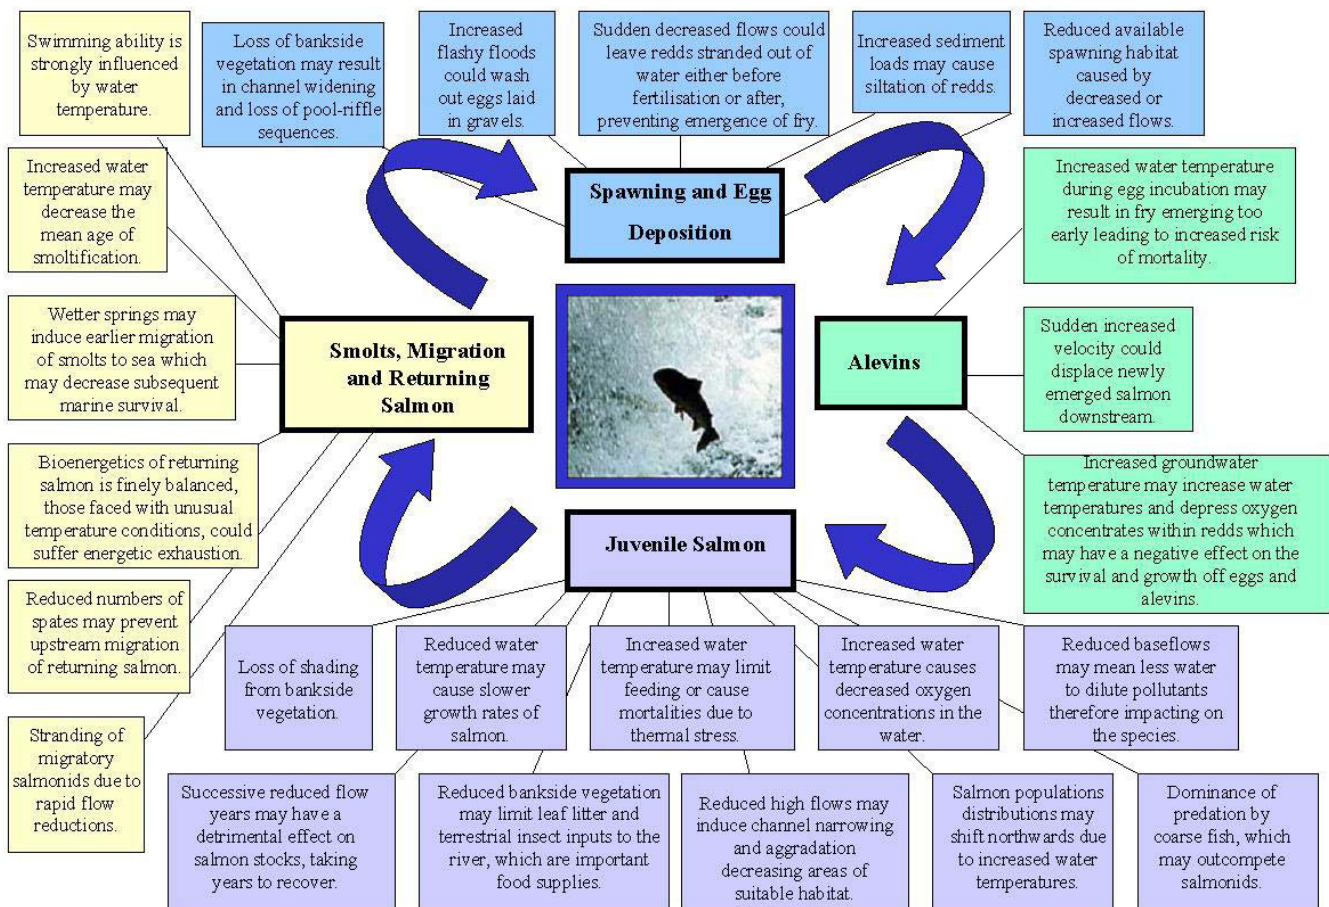 Swimming ability is
strongly influenced
by water
temperature.
Loss of bankside
vegetation may result
in channel widening
and loss of pool-riffle
sequences.
Increased
flashy floods
could wash
out eggs laid
in gravels.
Sudden decreased flows could
leave redds stranded out of
water either before
fertilisation or after,
preventing emergence of fry.
Increased sediment
loads may cause
siltation of redds.
Reduced available
spawning habitat
caused by
decreased or
increased flows.
Increased water
temperature may
decrease the
mean age of
smoltification.
Spawning and Egg
Deposition
Increased water temperature
during egg incubation may
result in fry emerging too
early leading to increased risk
of mortality.
Wetter springs may
induce earlier migration
of smolts to sea which
may decrease subsequent
marine survival.
Smolts, Migration
and Returning
Salmon
Alevins
Sudden increased
velocity could
displace newly
emerged salmon
downstream.
Bioenergetics of returning
salmon is finely balanced,
those faced with unusual
temperature conditions, could
suffer energetic exhaustion.
Increased groundwater
temperature may increase water
temperatures and depress oxygen
concentrates within redds which
may have a negative effect on the
survival and growth off eggs and
alevins.
Juvenile Salmon
Reduced numbers of
spates may prevent
upstream migration
of returning salmon.
Loss of shading
from bankside
vegetation.
Reduced water
temperature may
cause slower
growth rates of
salmon.
Increased water
temperature may limit
feeding or cause
mortalities due to
thermal stress.
Increased water
temperature causes
decreased oxygen
concentrations in the
water.
Reduced baseflows
may mean less water
to dilute pollutants
therefore impacting on
the species.
Stranding of
migratory
salmonids due to
rapid flow
reductions.
Successive reduced flow
years may have a
detrimental effect on
salmon stocks, taking
years to recover.
Reduced bankside vegetation
may limit leaf litter and
terrestrial insect inputs to the
river, which are important
food supplies.
Reduced high flows may
induce channel narrowing
and aggradation
decreasing areas of
suitable habitat.
Salmon populations
distributions may
shift northwards due
to increased water
temperatures.
Dominance of
predation by
coarse fish, which
may outcompete
salmonids.